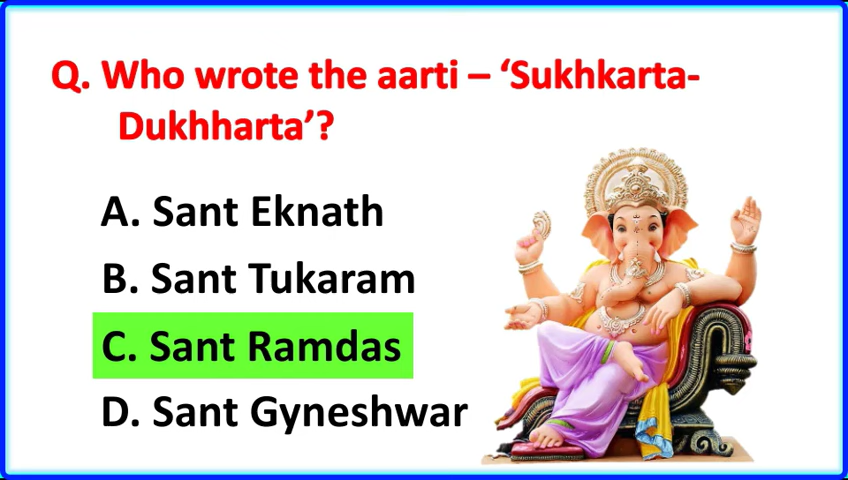 Q. Who wrote the aarti – ‘Sukhkarta-
Dukhharta’?
A. Sant Eknath
B. Sant Tukaram
C. Sant Ramdas
D. Sant Gyneshwar